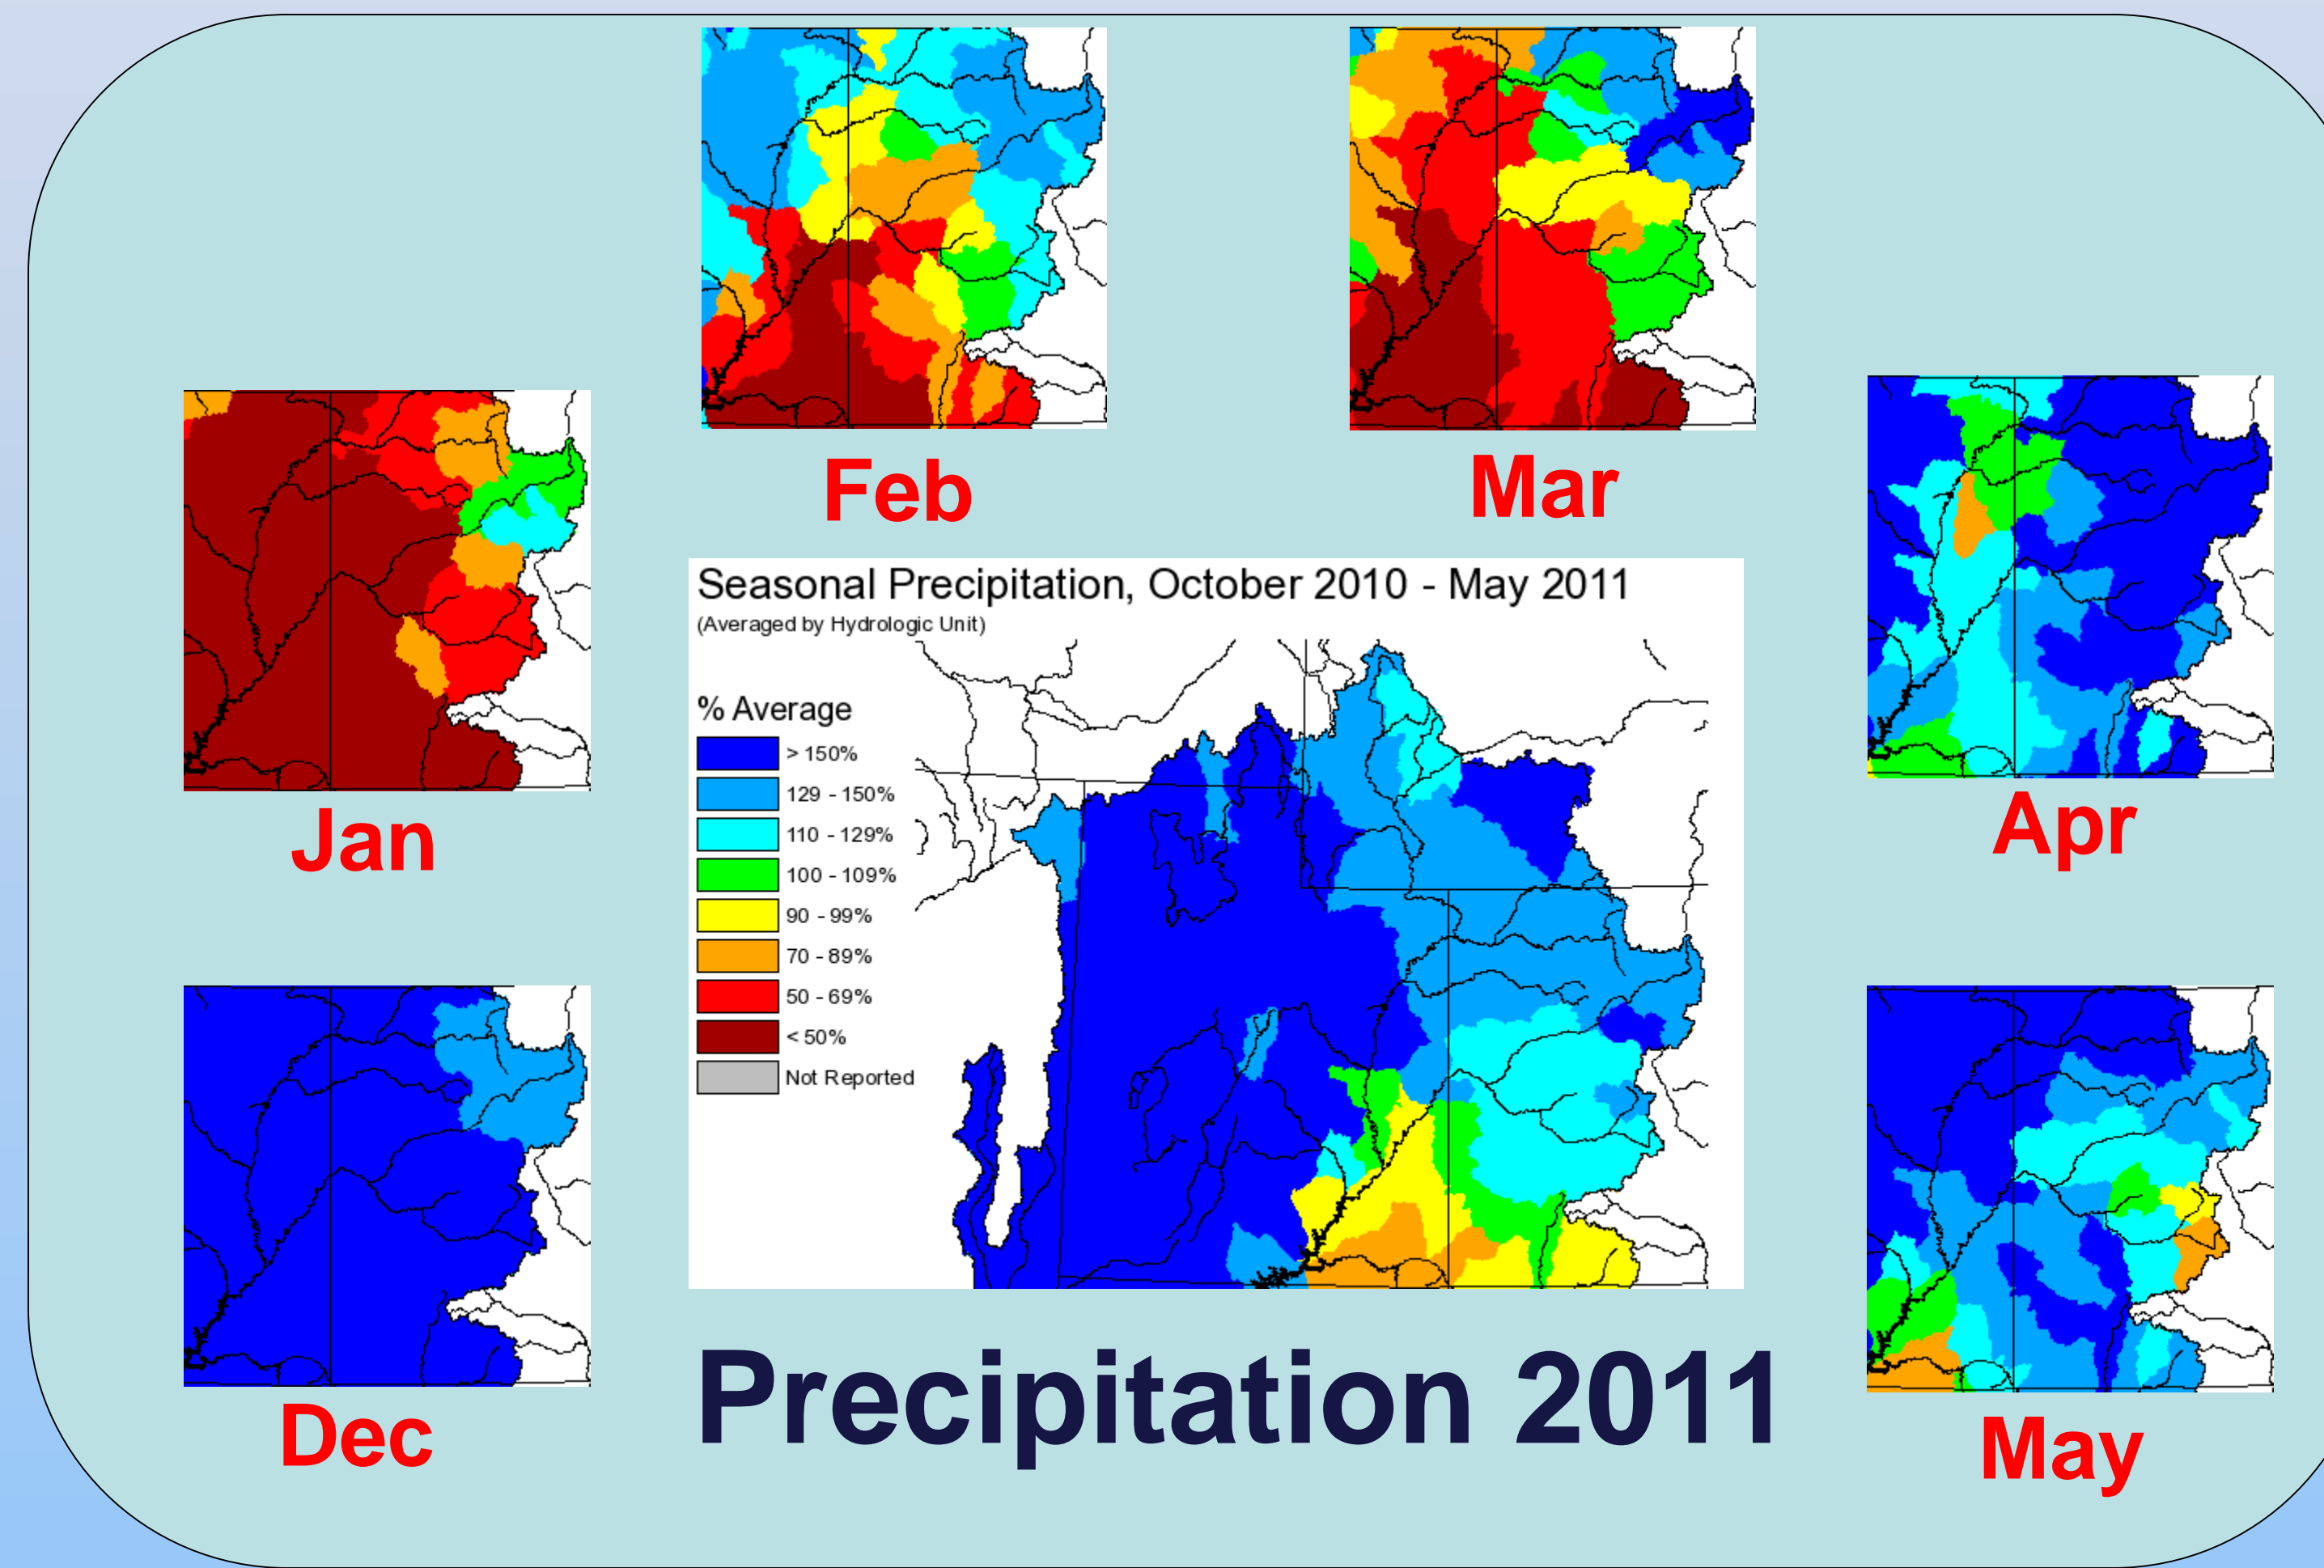 Feb
Mar
Jan
Apr
Seasonal Precipitation, October 2010 - May 2011
(Averaged by Hydrologic Unit)
% Average
> 150%
129 - 150%
110 - 129%
100 - 109%
90 - 99%
70 - 89%
50 - 69%
< 50%
Not Reported
Dec
Precipitation 2011
May